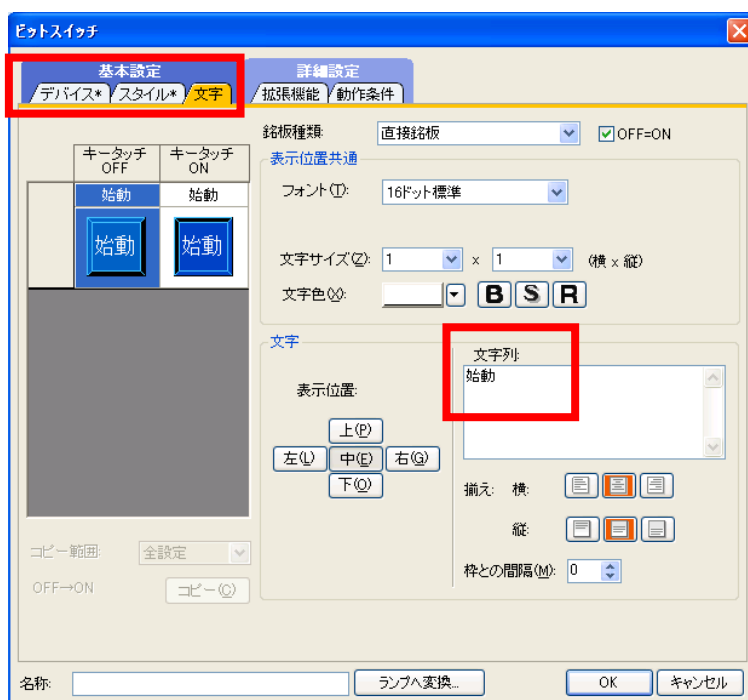 ビットスイッチ
基本設定
詳細設定
デバイス* スタイル* 文字
拡張機能 動作条件
銘板種類: 直接銘板 OFF=ON
キータッチ OFF
キータッチ ON
始動 始動
始動 始動
表示位置共通
フォント(T): 16ドット標準
文字サイズ(Z): 1 x 1 (横 x 縦)
文字色(X): B S R
文字
文字列:
始動
表示位置:
上(P)
左(L) 中(E) 右(G)
下(O)
揃え: 横:
縦:
枠との間隔(M): 0
コピー範囲: 全設定
OFF→ON コピー(C)
名称: ランプへ変換... OK キャンセル